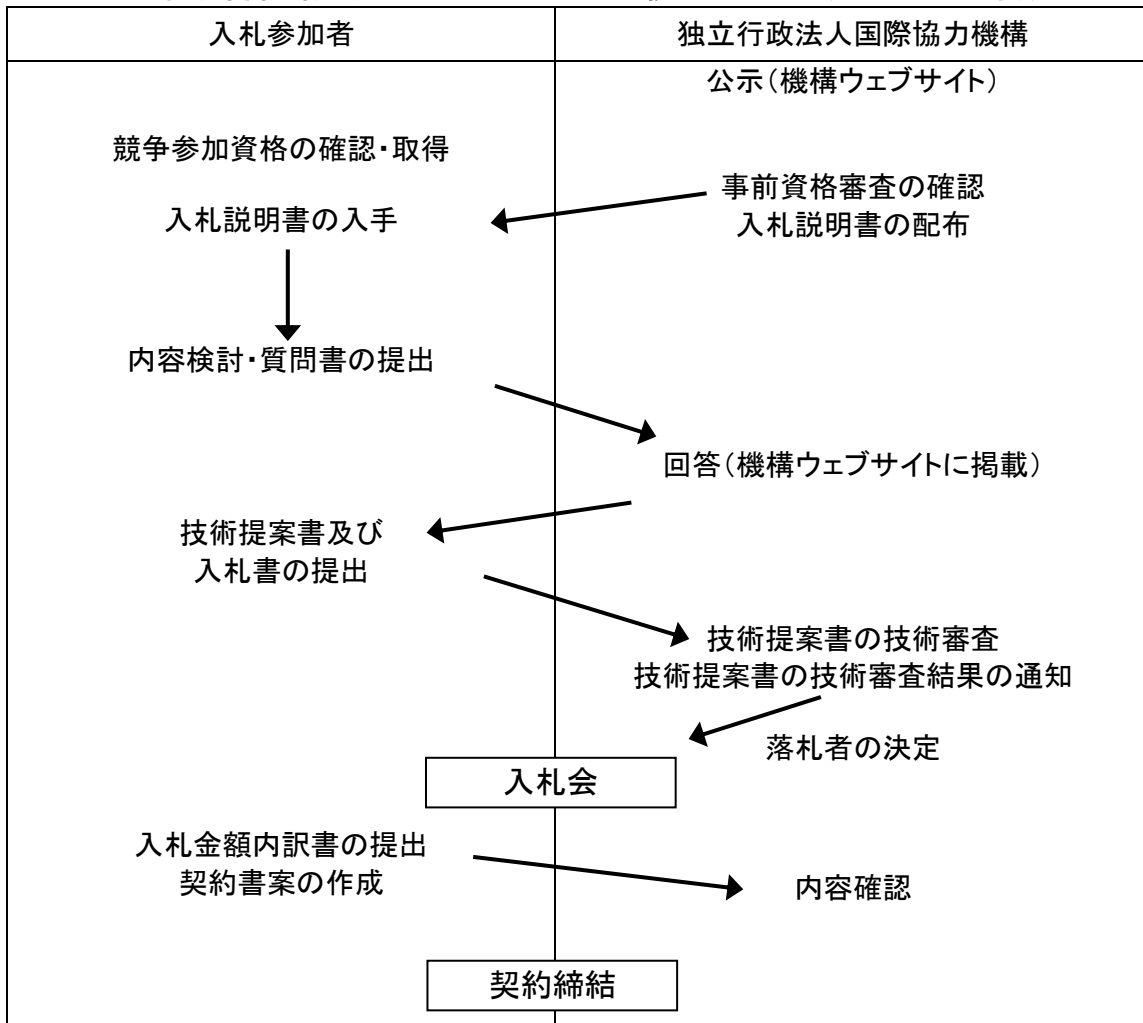 入札参加者
独立行政法人国際協力機構
公示（機構ウェブサイト）
競争参加資格の確認・取得
事前資格審査の確認
入札説明書の配布
入札説明書の入手
内容検討・質問書の提出
回答（機構ウェブサイトに掲載）
技術提案書及び
入札書の提出
技術提案書の技術審査
技術提案書の技術審査結果の通知
落札者の決定
入札会
入札金額内訳書の提出
契約書案の作成
内容確認
契約締結